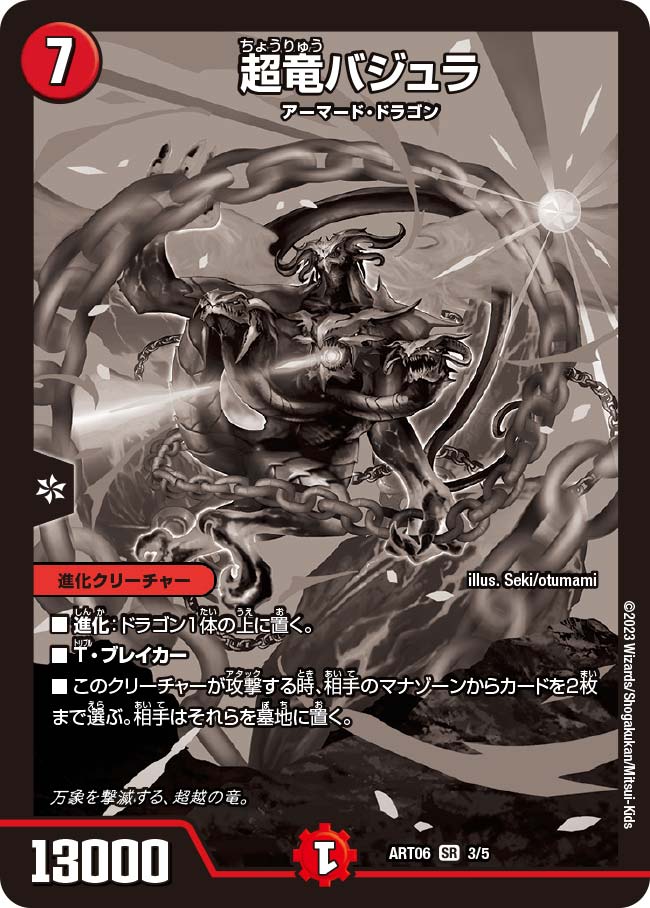 7
ちょうりゅう
超竜バジュラ
アーマード・ドラゴン
進化クリーチャー
illus. Seki/otumami
■進化：ドラゴン1体の上に置く。
■T・ブレイカー
■このクリーチャーが攻撃する時、相手のマナゾーンからカードを2枚
まで選ぶ。相手はそれらを墓地に置く。
万象を撃滅する、超越の竜。
©2023 Wizards/Shogakukan/Mitsui-Kids
13000
1
ART06 SR 3/5